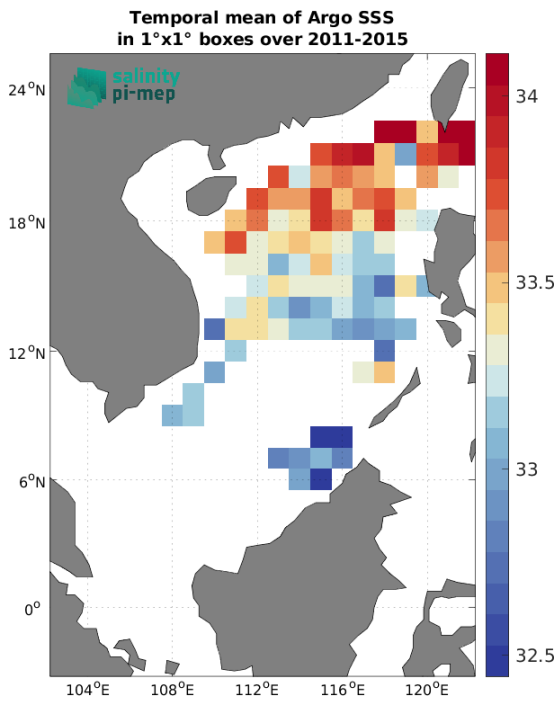 Temporal mean of Argo SSS
in 1°x1° boxes over 2011-2015
salinity
pi-mep
24°N
18°N
12°N
6°N
0°
104°E 108°E 112°E 116°E 120°E
34
33.5
33
32.5